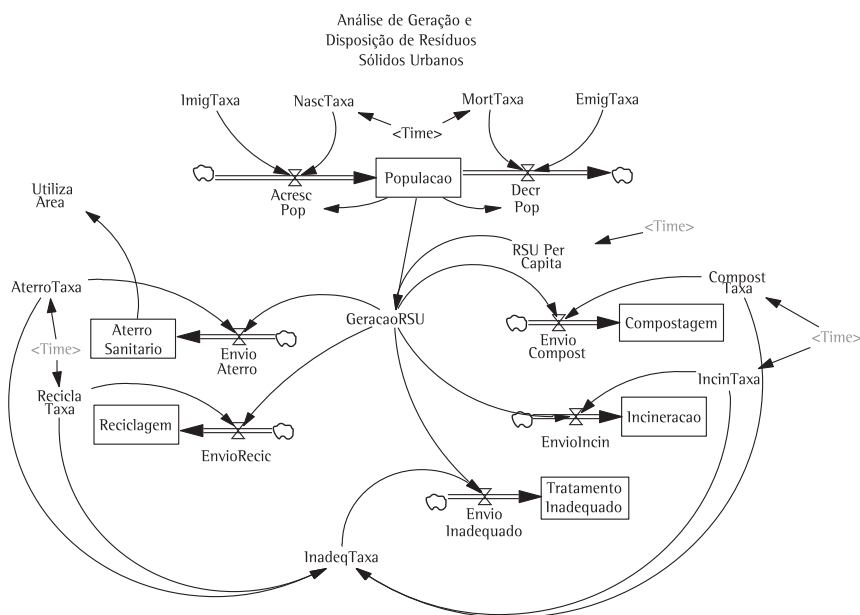 Análise de Geração e
Disposição de Resíduos
Sólidos Urbanos
ImigTaxa
NascTaxa
MortTaxa
EmigTaxa
<Time>
Populacao
Acresc
Pop
Decr
Pop
Utiliza
Area
RSU Per
Capita
<Time>
AterroTaxa
Compost
Taxa
GeracaoRSU
Aterro
Sanitario
Envio
Aterro
Envio
Compost
Compostagem
<Time>
<Time>
Recicla
Taxa
IncinTaxa
Reciclagem
EnvioRecic
EnvioIncin
Incineracao
Envio
Inadequado
Tratamento
Inadequado
InadeqTaxa